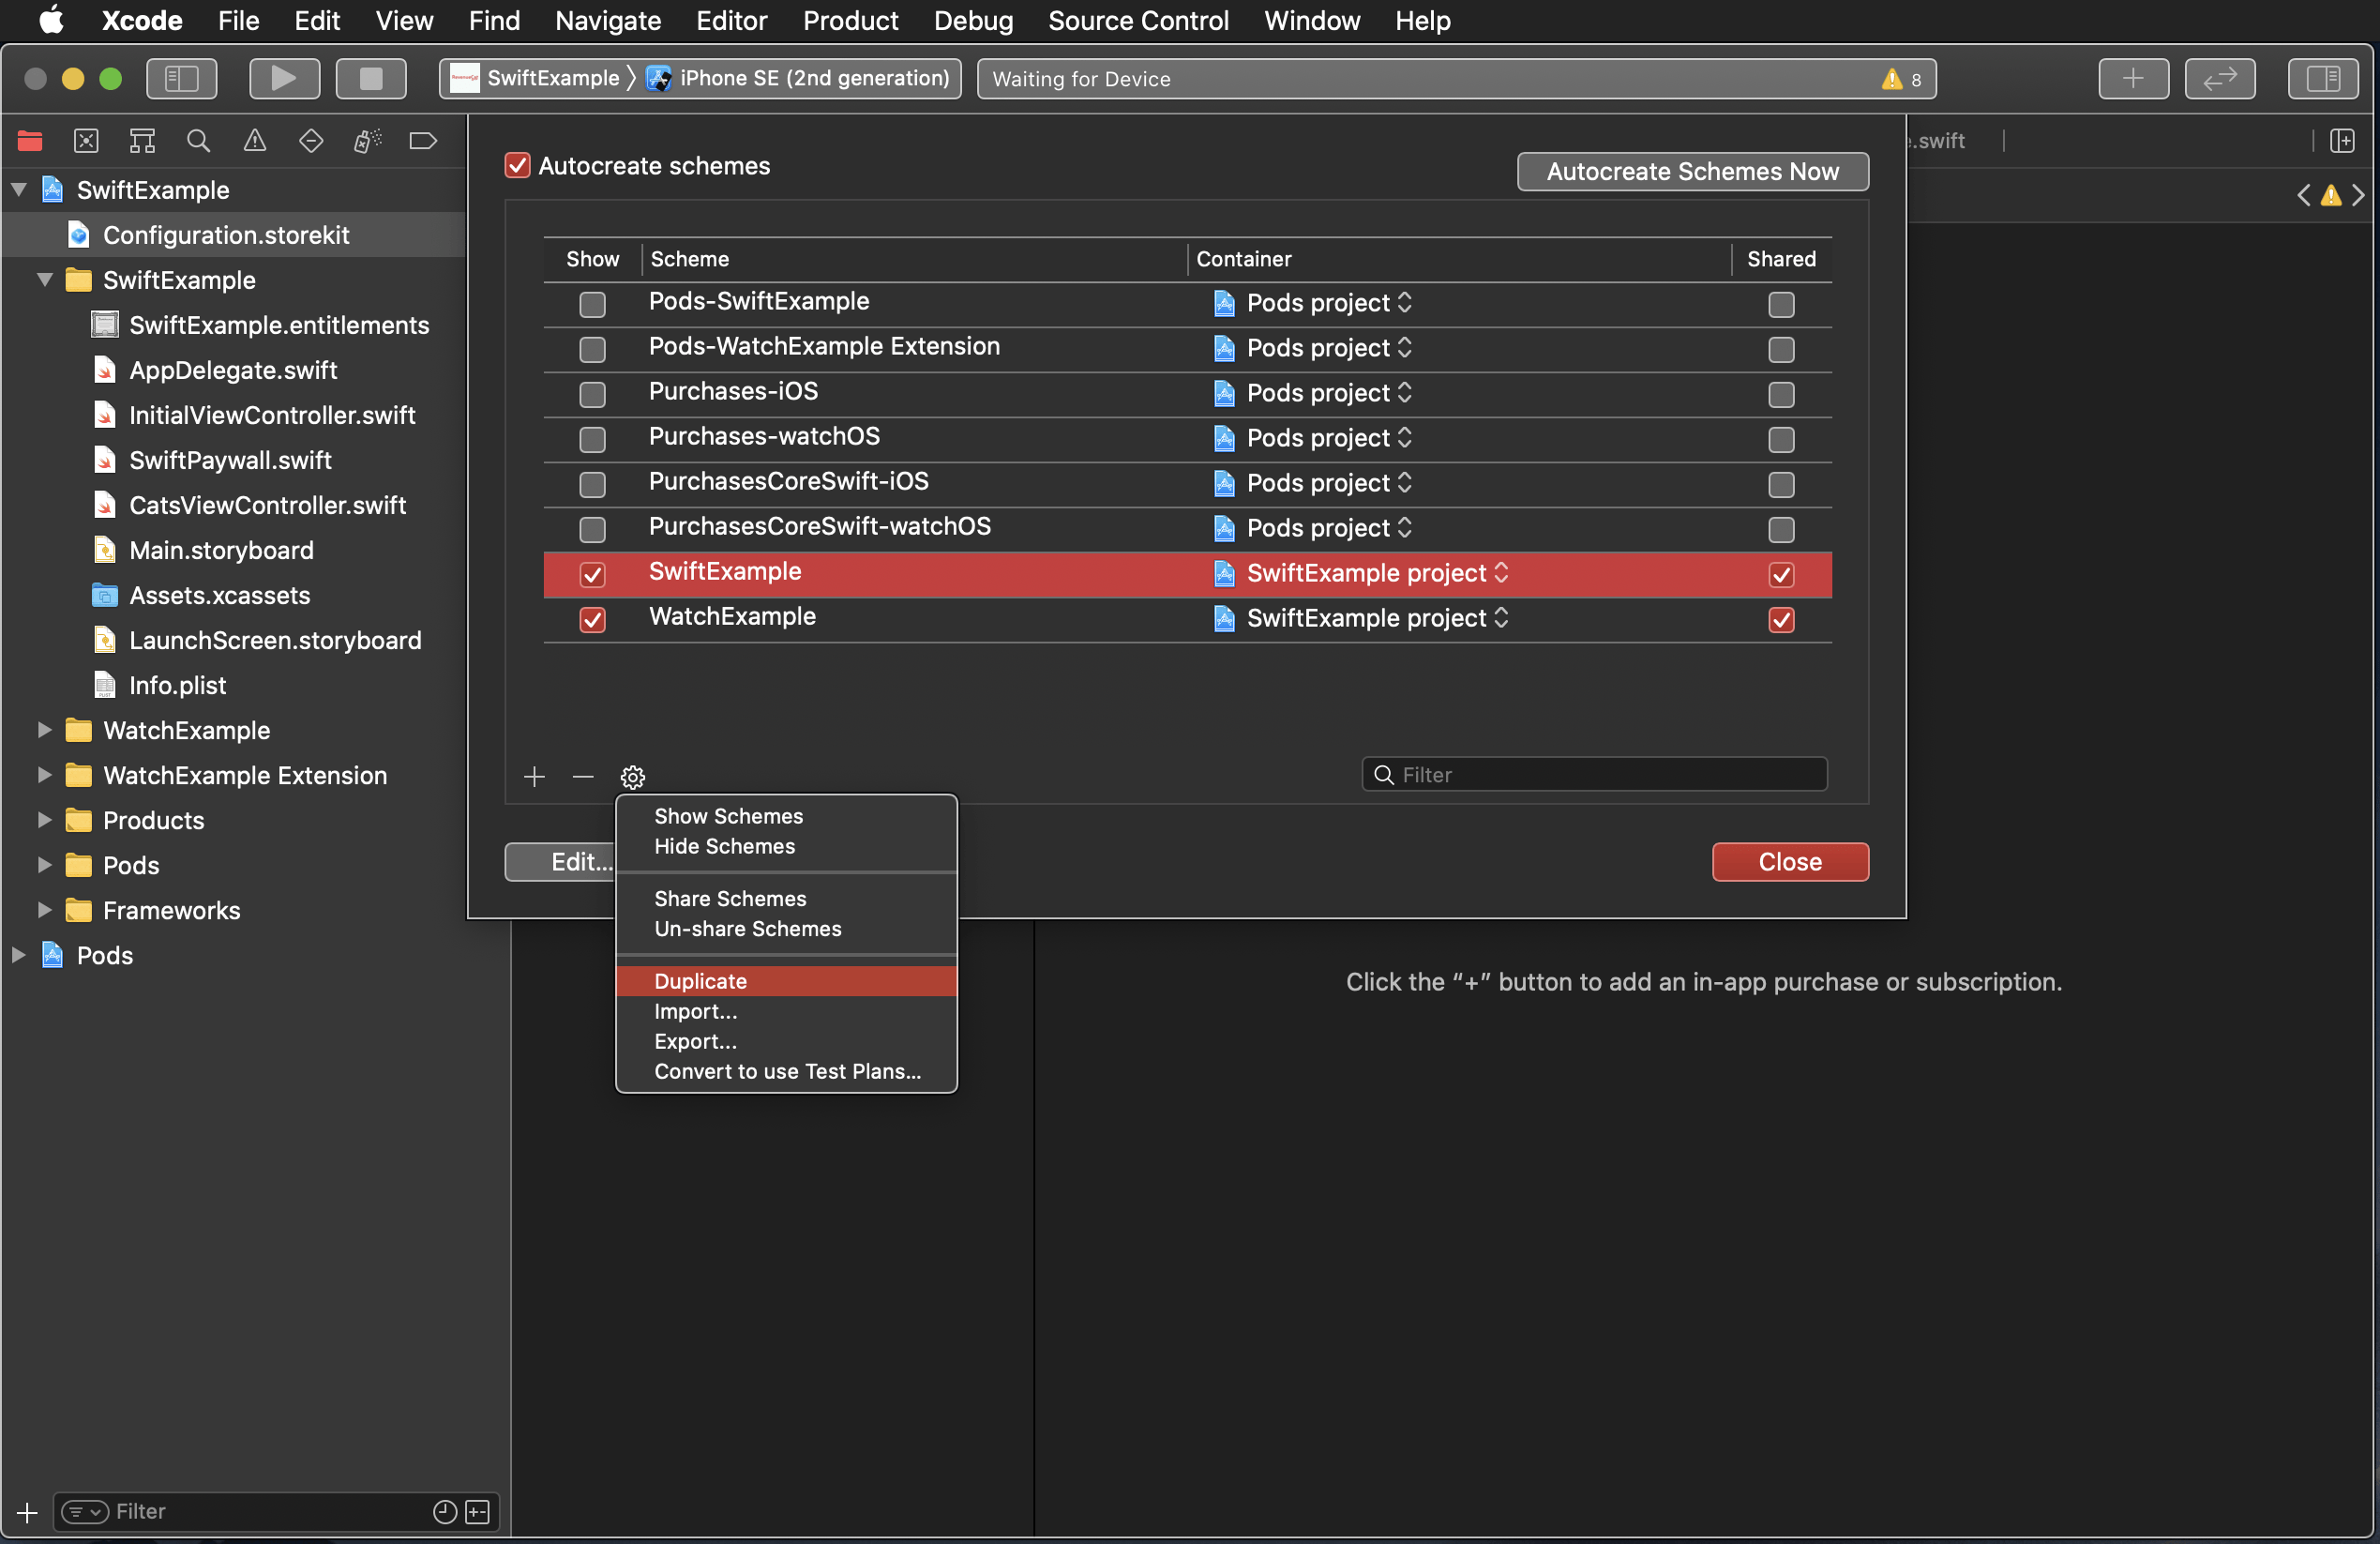 Xcode File Edit View Find Navigate Editor Product Debug Source Control Window Help
SwiftExample iPhone SE (2nd generation)
Waiting for Device 8
SwiftExample
Configuration.storekit
SwiftExample
SwiftExample.entitlements
AppDelegate.swift
InitialViewController.swift
SwiftPaywall.swift
CatsViewController.swift
Main.storyboard
Assets.xcassets
LaunchScreen.storyboard
Info.plist
WatchExample
WatchExample Extension
Products
Pods
Frameworks
Pods
Filter
.swift
Autocreate schemes
Autocreate Schemes Now
Show Scheme Container Shared
Pods-SwiftExample Pods project
Pods-WatchExample Extension Pods project
Purchases-iOS Pods project
Purchases-watchOS Pods project
PurchasesCoreSwift-iOS Pods project
PurchasesCoreSwift-watchOS Pods project
SwiftExample SwiftExample project
WatchExample SwiftExample project
Filter
Edit...
Close
Show Schemes
Hide Schemes
Share Schemes
Un-share Schemes
Duplicate
Import...
Export...
Convert to use Test Plans...
Click the “+” button to add an in-app purchase or subscription.